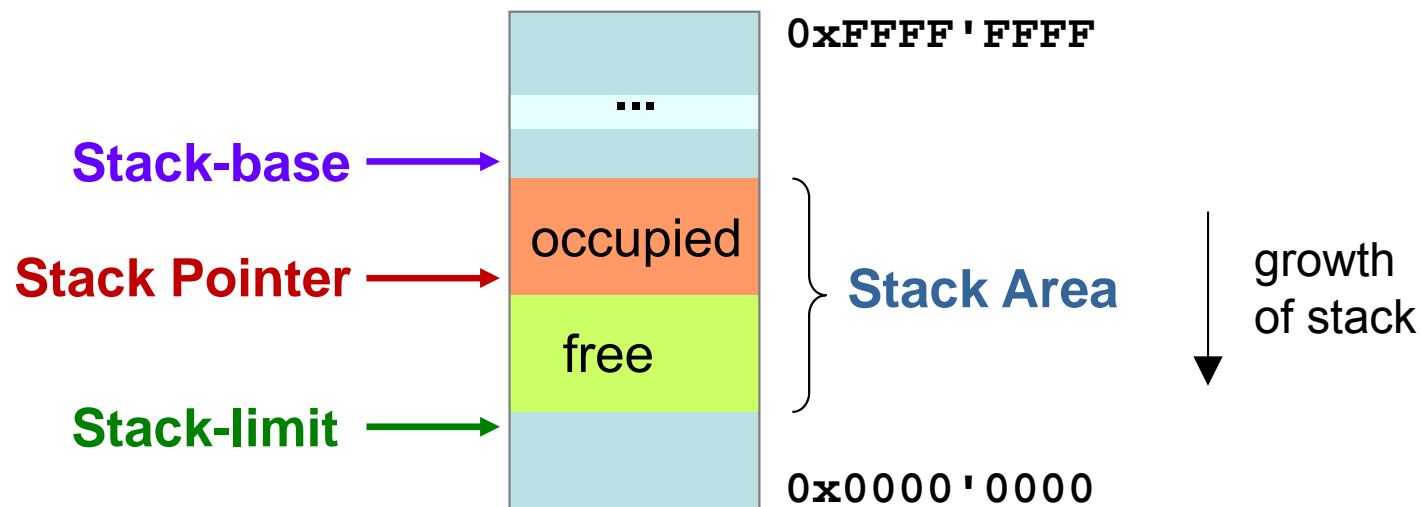 0xFFFF'FFFF
...
Stack-base
occupied
Stack Pointer
Stack Area
growth
of stack
free
Stack-limit
0x0000'0000